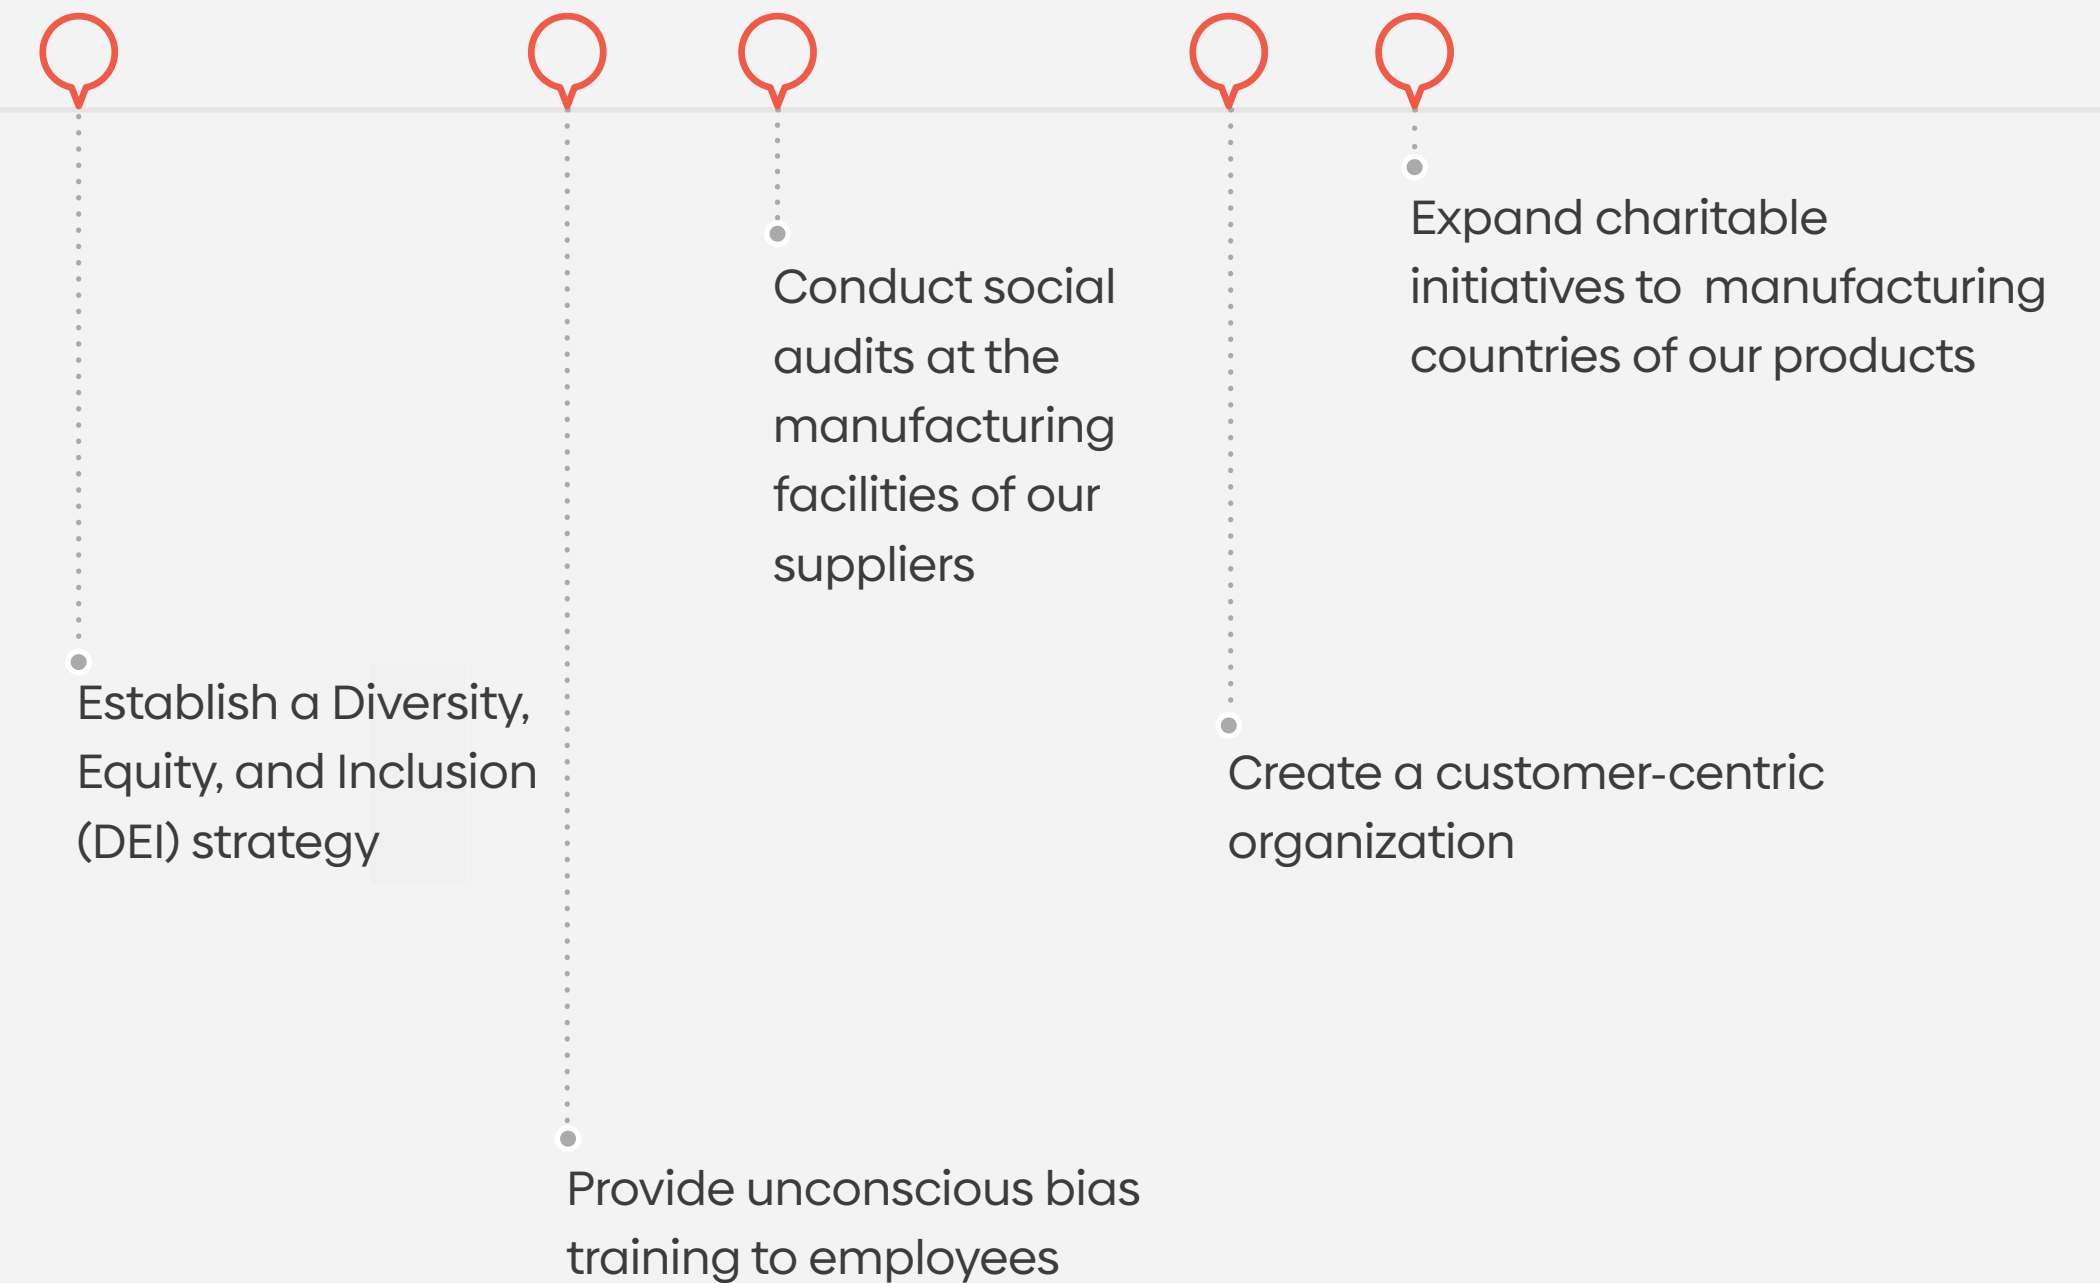 Establish a Diversity,
Equity, and Inclusion
(DEI) strategy
Provide unconscious bias
training to employees
Conduct social
audits at the
manufacturing
facilities of our
suppliers
Create a customer-centric
organization
Expand charitable
initiatives to  manufacturing
countries of our products